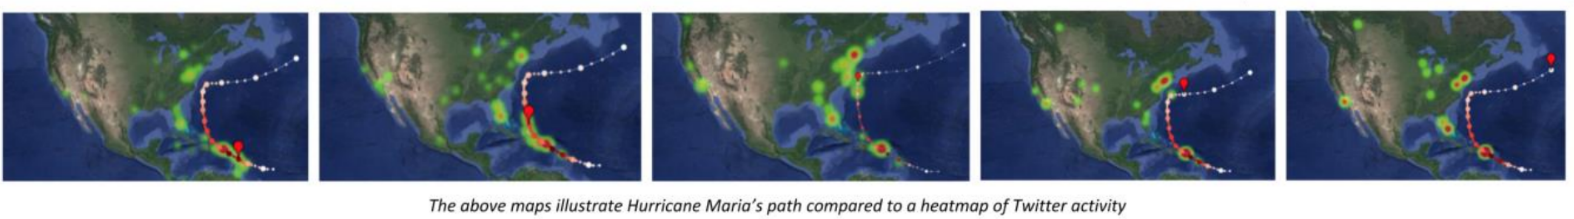 The above maps illustrate Hurricane Maria's path compared to a heatmap of Twitter activity